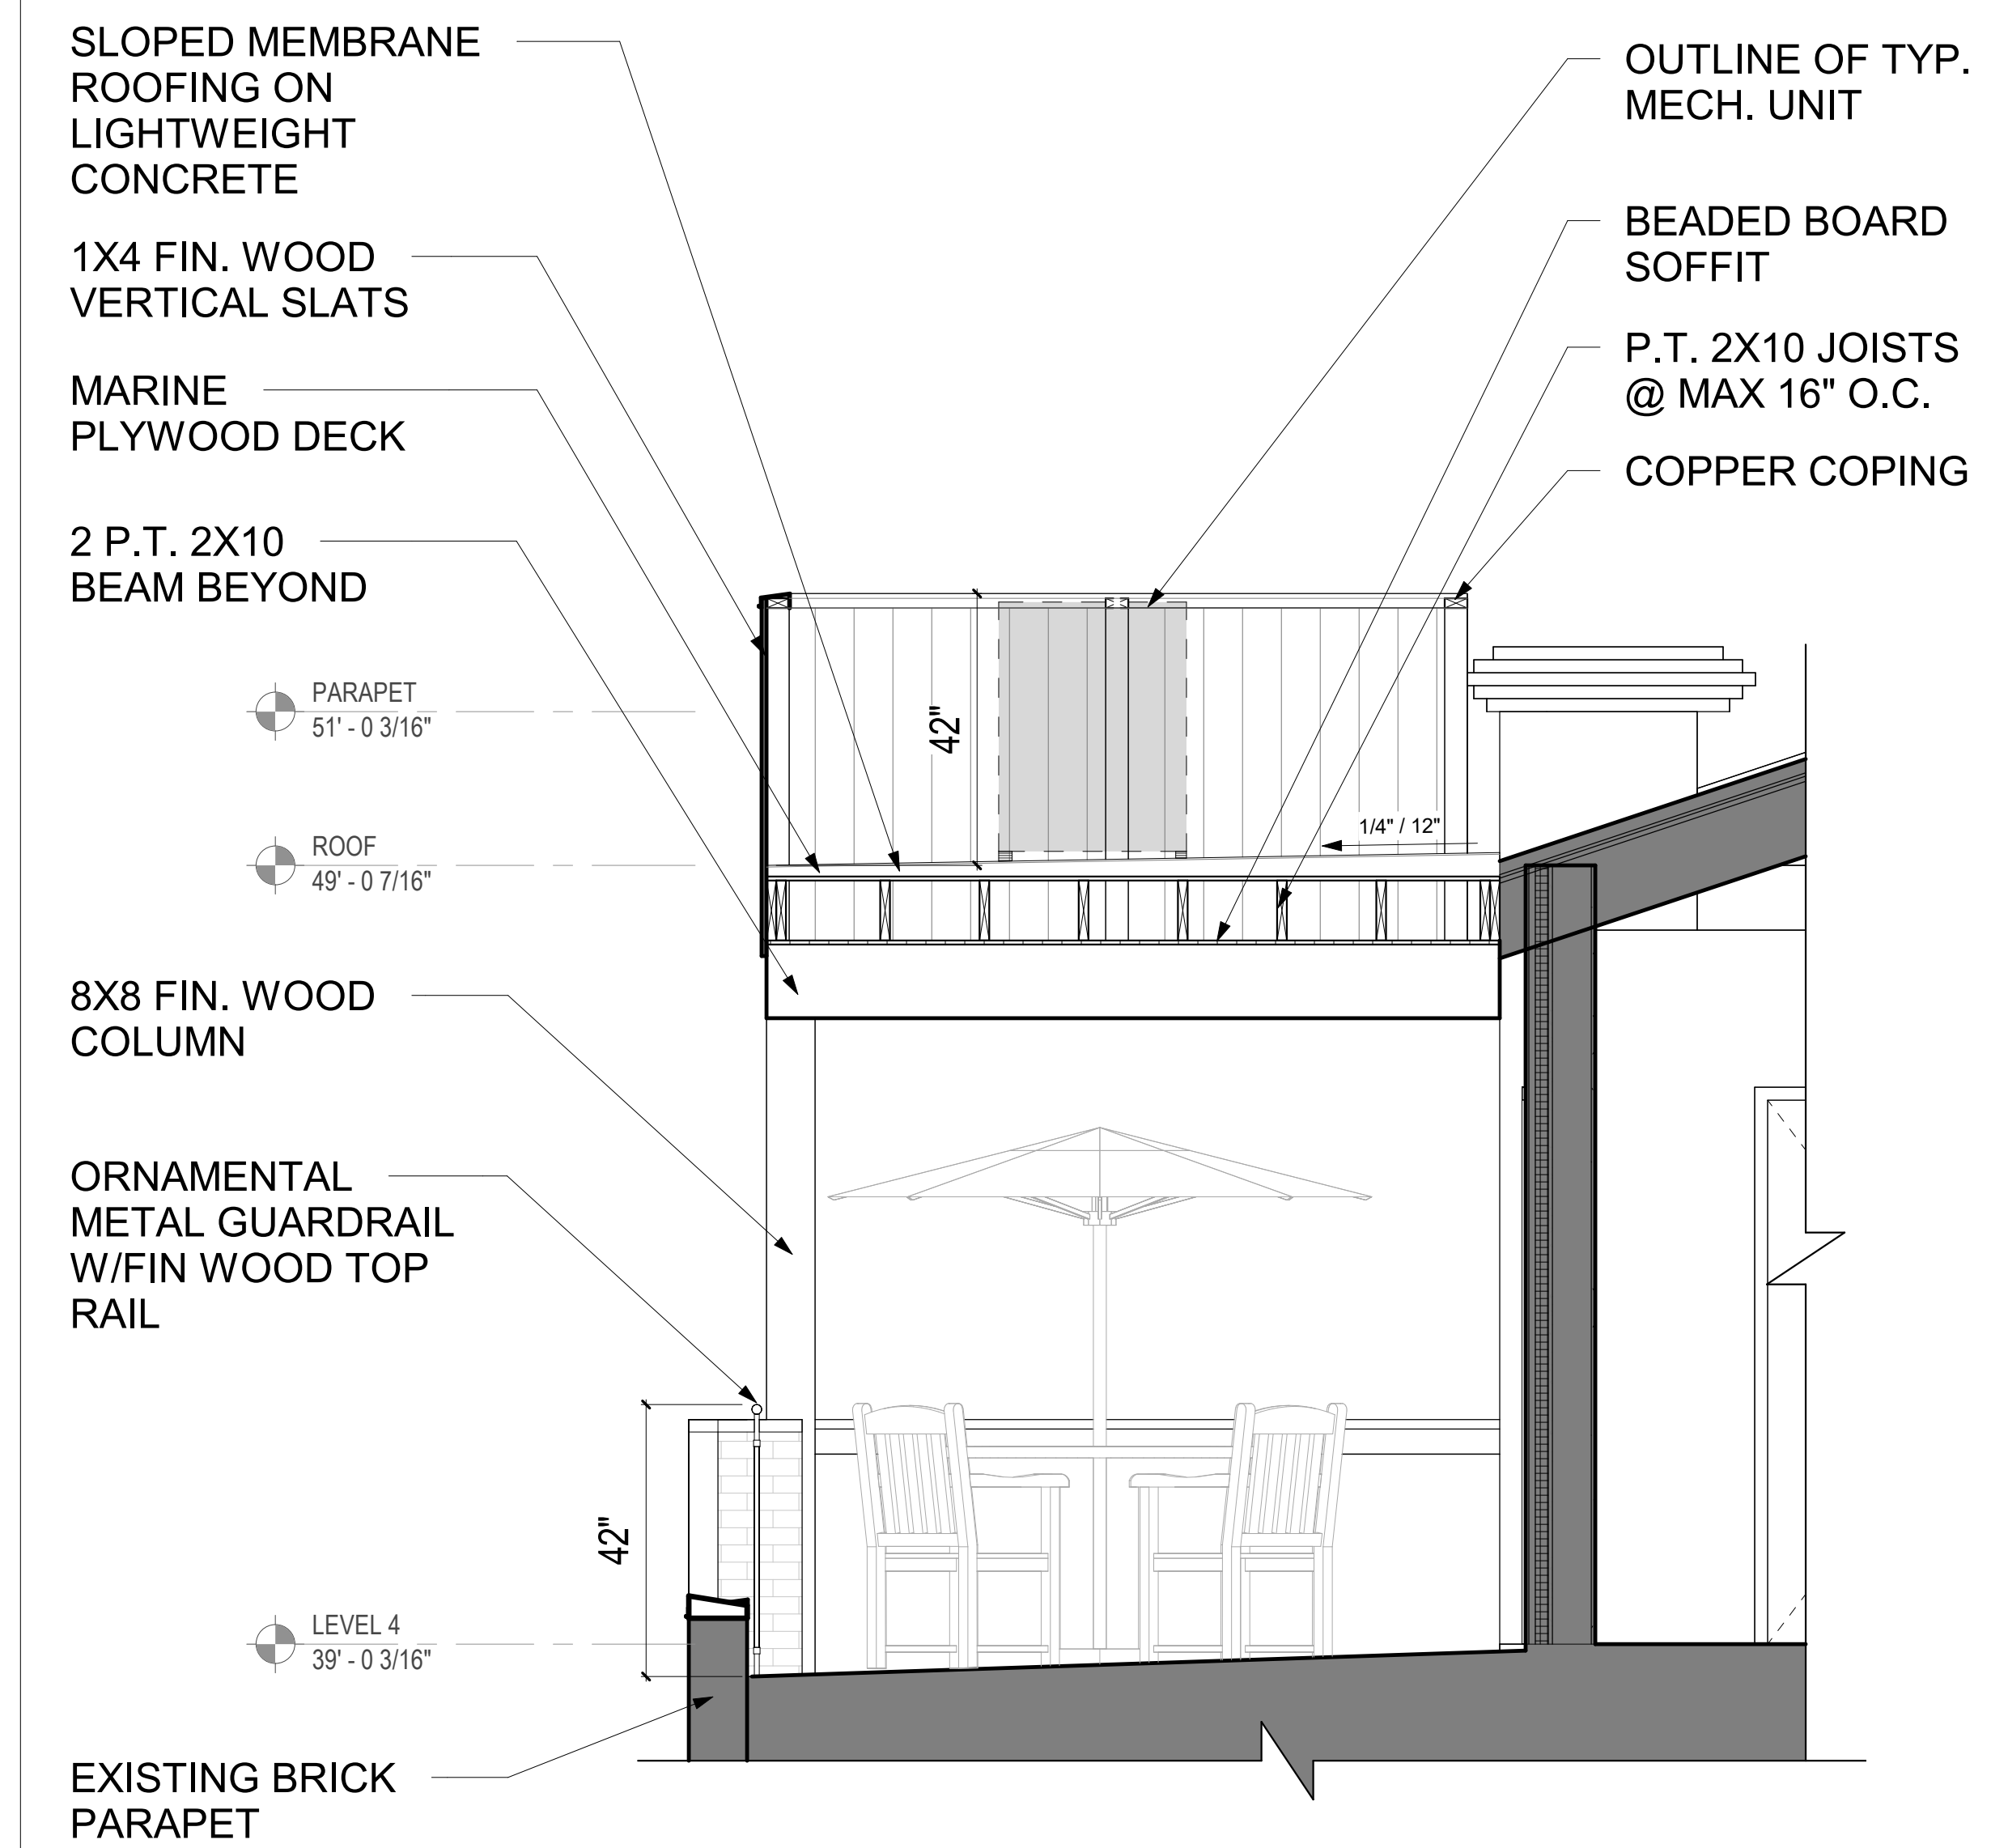 SLOPED MEMBRANE
ROOFING ON
LIGHTWEIGHT
CONCRETE
1X4 FIN. WOOD
VERTICAL SLATS
MARINE
PLYWOOD DECK
2 P.T. 2X10
BEAM BEYOND
PARAPET
51' - 0 3/16"
ROOF
49' - 0 7/16"
8X8 FIN. WOOD
COLUMN
ORNAMENTAL
METAL GUARDRAIL
W/FIN WOOD TOP
RAIL
LEVEL 4
39' - 0 3/16"
EXISTING BRICK
PARAPET
42"
1/4" / 12"
42"
OUTLINE OF TYP.
MECH. UNIT
BEADED BOARD
SOFFIT
P.T. 2X10 JOISTS
@ MAX 16" O.C.
COPPER COPING